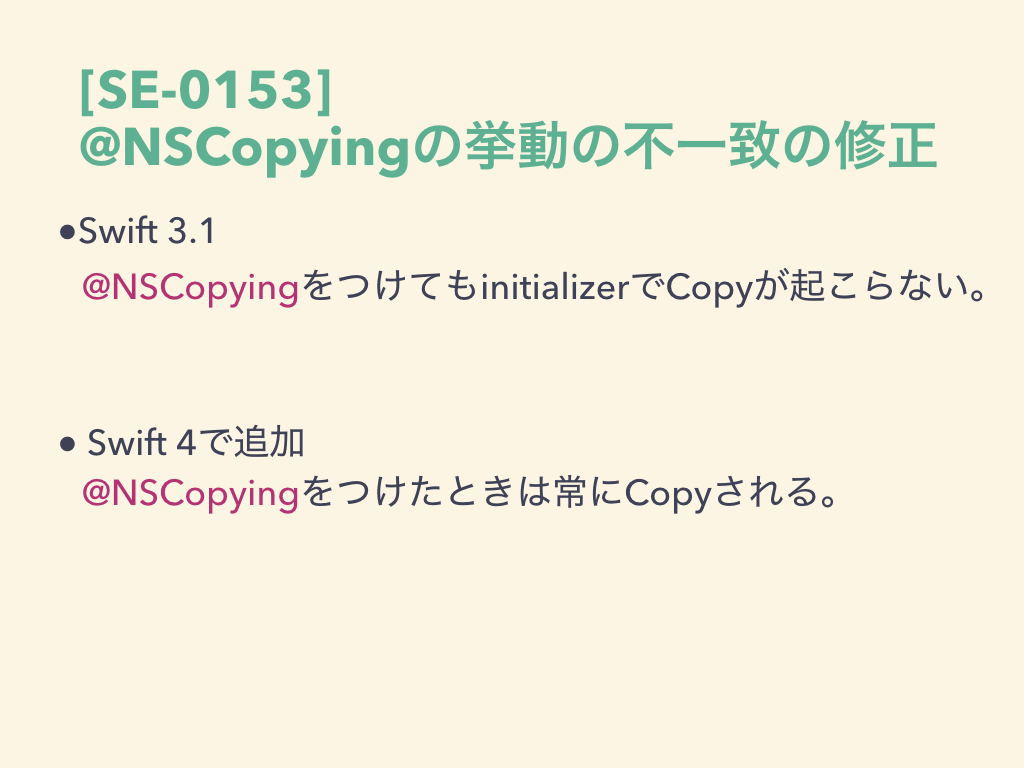 [SE-0153]
@NSCopyingの挙動の不一致の修正
●Swift 3.1
@NSCopyingをつけてもinitializerでCopyが起こらない。
● Swift 4で追加
@NSCopyingをつけたときは常にCopyされる。